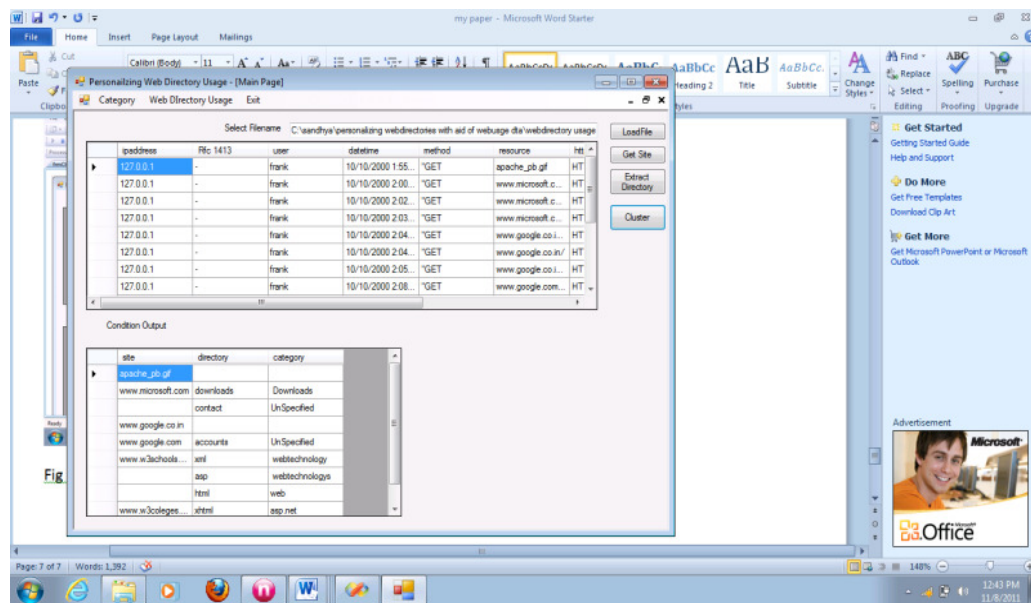 my paper - Microsoft Word Starter
File Home Insert Page Layout Mailings
Cut
Paste
Calibri (Body) 11
AaBbCc AaB AaBbCc.
Heading 2 Title Subtitle
Change Styles
Find
Replace
Select
Editing
ABC
Spelling
Proofing
Purchase
Upgrade
Personailzing Web Directory Usage - [Main Page]
Category Web DIrectory Usage Exit
Select Filename C:\sandhya\personalizing webdirectories with aid of webusage dta\webdirectory usage
LoadFile
Get Site
Extract Directory
Cluster
ipaddress Rfc 1413 user datetime method resource htt
127.0.0.1 - frank 10/10/2000 1:55... "GET apache_pb.gif HT
127.0.0.1 - frank 10/10/2000 2:00... "GET www.microsoft.c... HT
127.0.0.1 - frank 10/10/2000 2:02... "GET www.microsoft.c... HT
127.0.0.1 - frank 10/10/2000 2:03... "GET www.microsoft.c... HT
127.0.0.1 - frank 10/10/2000 2:04... "GET www.google.co.i... HT
127.0.0.1 - frank 10/10/2000 2:04... "GET www.google.co.in/ HT
127.0.0.1 - frank 10/10/2000 2:05... "GET www.google.co.i... HT
127.0.0.1 - frank 10/10/2000 2:08... "GET www.google.com... HT
Condition Output
site directory category
apache_pb.gif
www.microsoft.com downloads Downloads
contact UnSpecified
www.google.co.in
www.google.com accounts UnSpecified
www.w3schools.... xml webtechnology
asp webtechnologys
html web
www.w3coleges.... xhtml asp.net
Fig
Get Started
Getting Started Guide
Help and Support
Do More
Get Free Templates
Download Clip Art
Get More
Get Microsoft PowerPoint or Microsoft Outlook
Advertisement
Microsoft
Office
Page: 7 of 7 Words: 1,392
148%
12:43 PM
11/8/2011